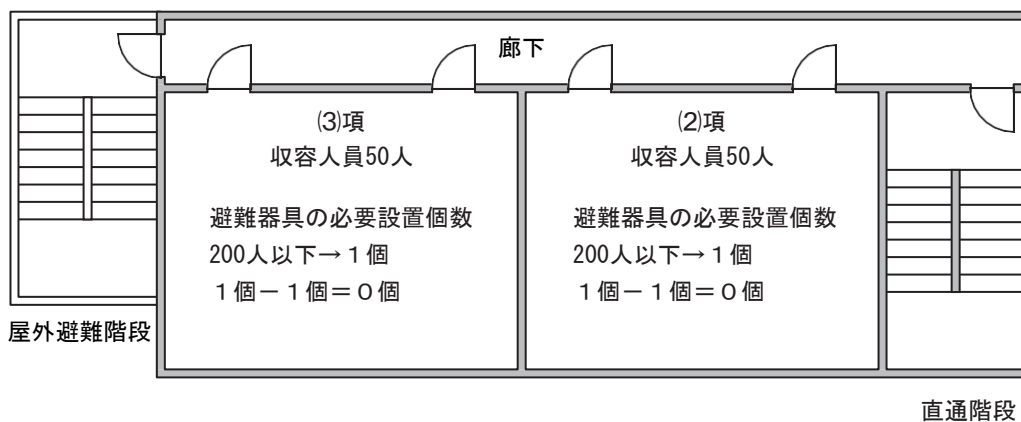 廊下
⑶項
収容人員50人
避難器具の必要設置個数
200人以下→１個
１個－１個＝０個
⑵項
収容人員50人
避難器具の必要設置個数
200人以下→１個
１個－１個＝０個
屋外避難階段
直通階段